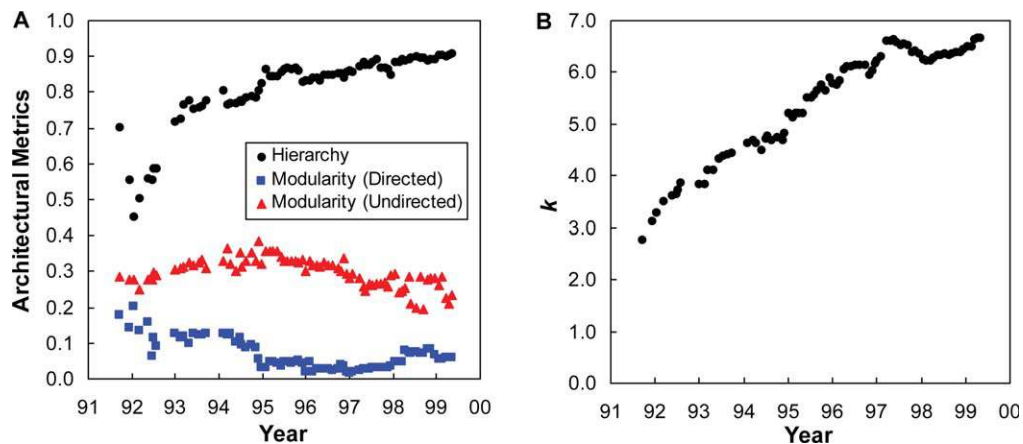 A
B
Architectural Metrics
1.0
0.9
0.8
0.7
0.6
0.5
0.4
0.3
0.2
0.1
0.0
Hierarchy
Modularity (Directed)
Modularity (Undirected)
91 92 93 94 95 96 97 98 99 00
Year
k
7.0
6.0
5.0
4.0
3.0
2.0
1.0
0.0
91 92 93 94 95 96 97 98 99 00
Year